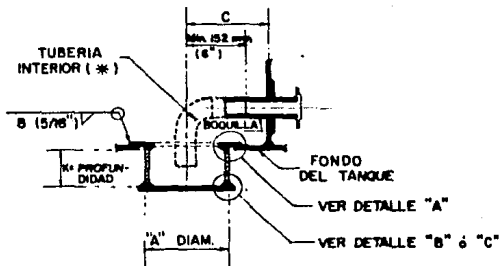 C
Min. 152 mm
(6")
TUBERIA
INTERIOR (*)
8 (5/16")
BOQUILLA
K= PROFUN-
DIDAD
FONDO
DEL TANQUE
VER DETALLE "A"
VER DETALLE "B" ó "C"
"A" DIAM.